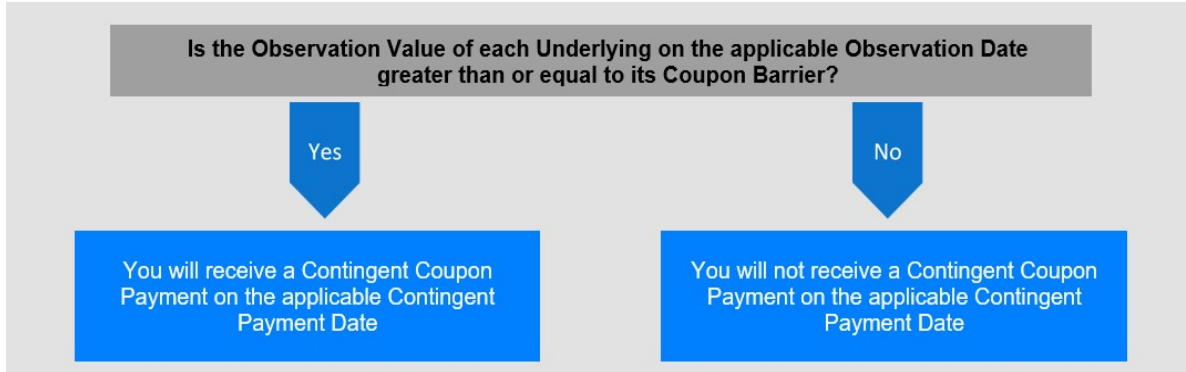 Is the Observation Value of each Underlying on the applicable Observation Date
greater than or equal to its Coupon Barrier?
Yes
No
You will receive a Contingent Coupon
Payment on the applicable Contingent
Payment Date
You will not receive a Contingent Coupon
Payment on the applicable Contingent
Payment Date